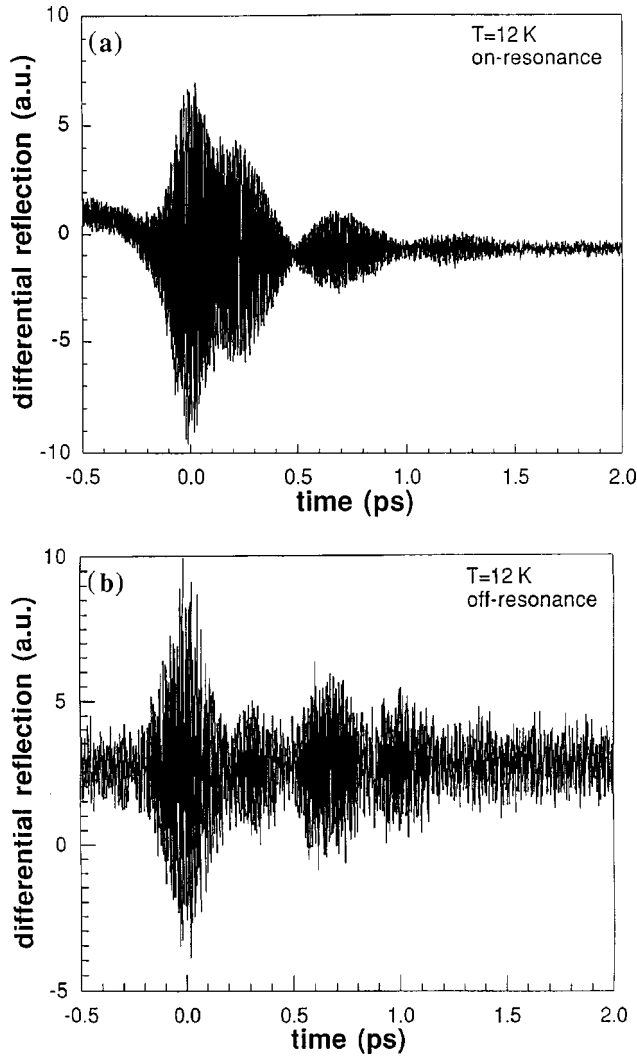 10
(a)
T=12 K
on-resonance
5
0
-5
-10
differential reflection (a.u.)
-0.5 0.0 0.5 1.0 1.5 2.0
time (ps)
10
(b)
T=12 K
off-resonance
5
0
-5
differential reflection (a.u.)
-0.5 0.0 0.5 1.0 1.5 2.0
time (ps)